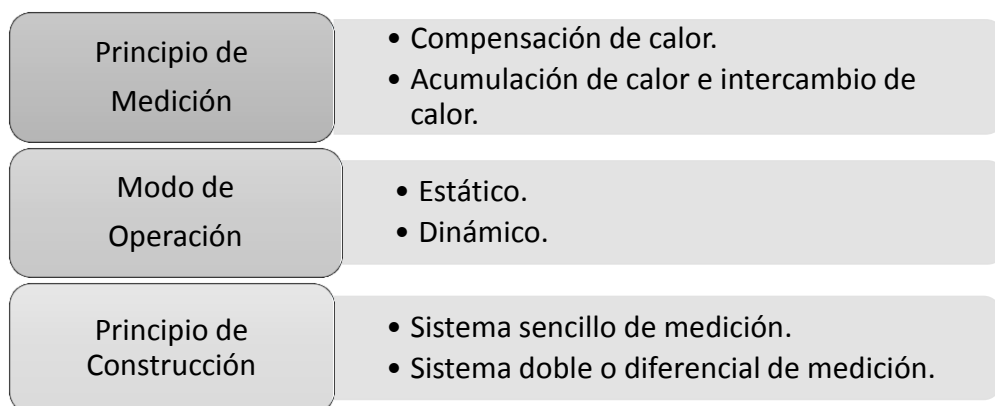 Principio de
Medición
• Compensación de calor.
• Acumulación de calor e intercambio de
calor.
Modo de
Operación
• Estático.
• Dinámico.
Principio de
Construcción
• Sistema sencillo de medición.
• Sistema doble o diferencial de medición.